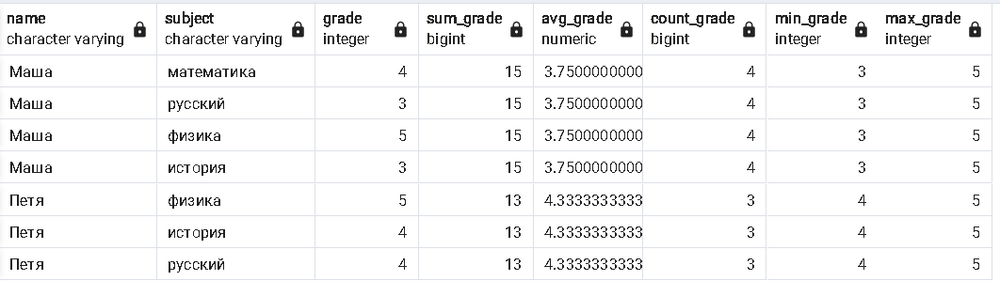 name subject grade sum_grade avg_grade count_grade min_grade max_grade
character varying character varying integer bigint numeric bigint integer integer
Маша математика 4 15 3.7500000000 4 3 5
Маша русский 3 15 3.7500000000 4 3 5
Маша физика 5 15 3.7500000000 4 3 5
Маша история 3 15 3.7500000000 4 3 5
Петя физика 5 13 4.3333333333 3 4 5
Петя история 4 13 4.3333333333 3 4 5
Петя русский 4 13 4.3333333333 3 4 5